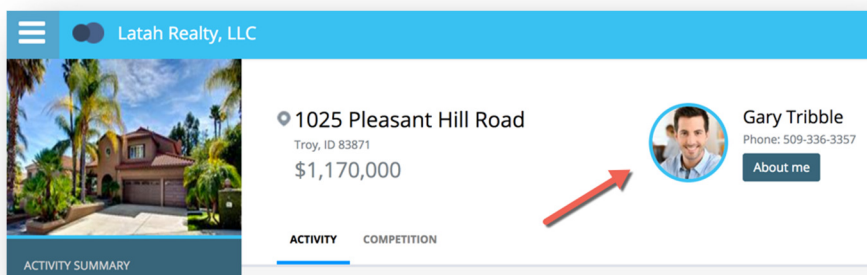 Latah Realty, LLC
1025 Pleasant Hill Road
Troy, ID 83871
$1,170,000
Gary Tribble
Phone: 509-336-3357
About me
ACTIVITY COMPETITION
ACTIVITY SUMMARY